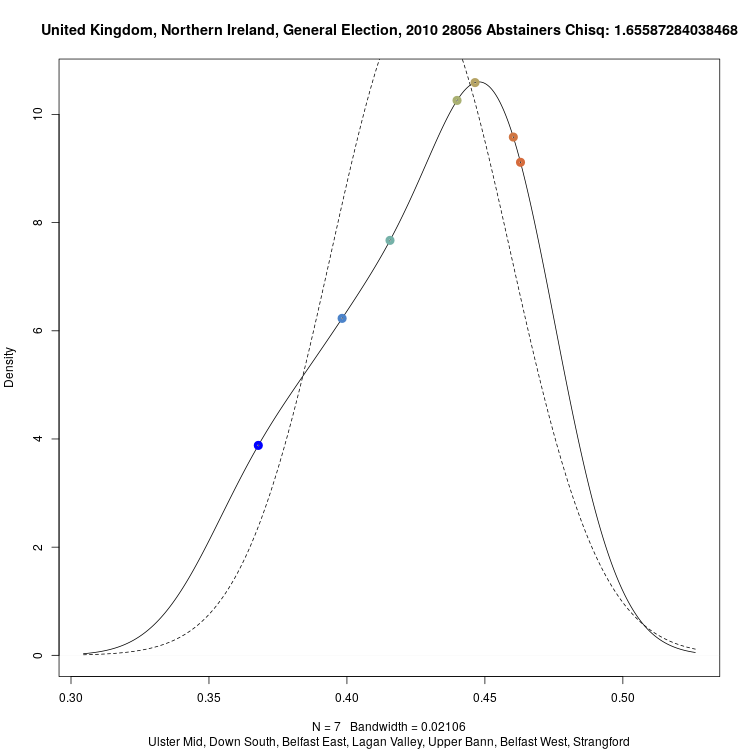 United Kingdom, Northern Ireland, General Election, 2010 28056 Abstainers Chisq: 1.65587284038468
Density
10
8
6
4
2
0
0.30 0.35 0.40 0.45 0.50
N = 7 Bandwidth = 0.02106
Ulster Mid, Down South, Belfast East, Lagan Valley, Upper Bann, Belfast West, Strangford